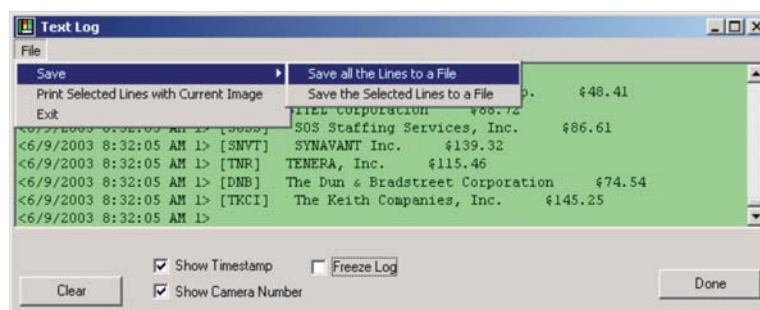 Text Log
File
Save
Save all the Lines to a File
Print Selected Lines with Current Image
Save the Selected Lines to a File
Exit
$48.41
Corporation $88.72
<6/9/2003 8:32:05 AM 1> SOS Staffing Services, Inc. $86.61
<6/9/2003 8:32:05 AM 1> [SNVT] SYNAVANT Inc. $139.32
<6/9/2003 8:32:05 AM 1> [TNR] TENERA, Inc. $115.46
<6/9/2003 8:32:05 AM 1> [DNB] The Dun & Bradstreet Corporation $74.54
<6/9/2003 8:32:05 AM 1> [TKCI] The Keith Companies, Inc. $145.25
<6/9/2003 8:32:05 AM 1>
Show Timestamp
Freeze Log
Clear
Show Camera Number
Done